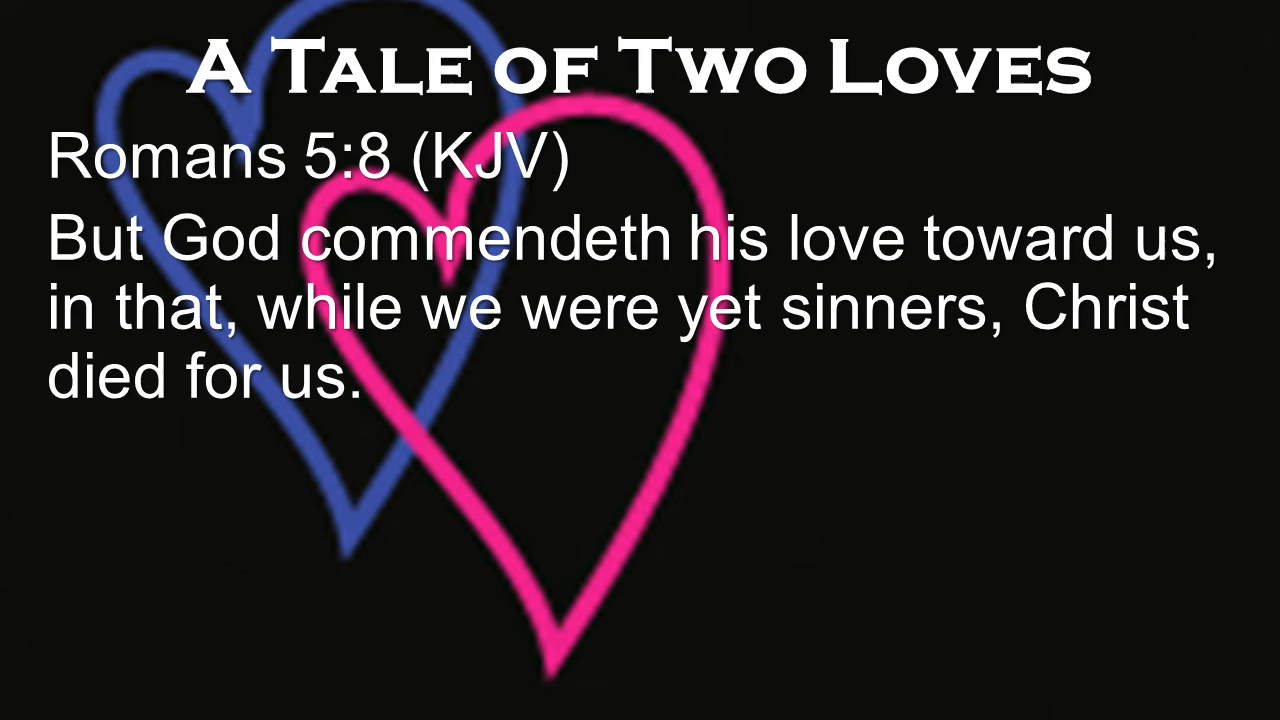 A Tale of Two Loves
Romans 5:8 (KJV)
But God commendeth his love toward us,
in that, while we were yet sinners, Christ
died for us.